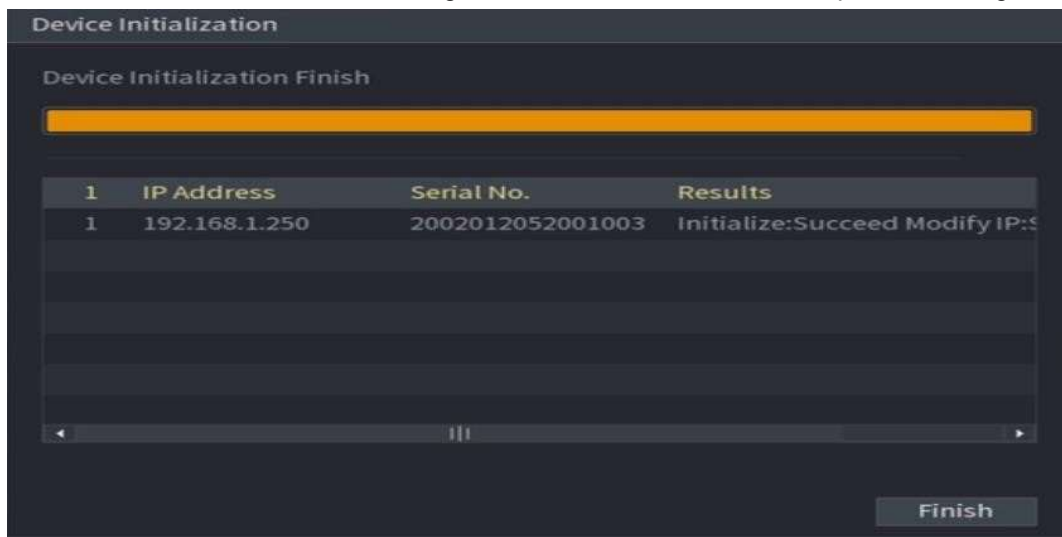 Device Initialization
Device Initialization Finish
1 IP Address Serial No. Results
1 192.168.1.250 2002012052001003 Initialize:Succeed Modify IP:S
Finish